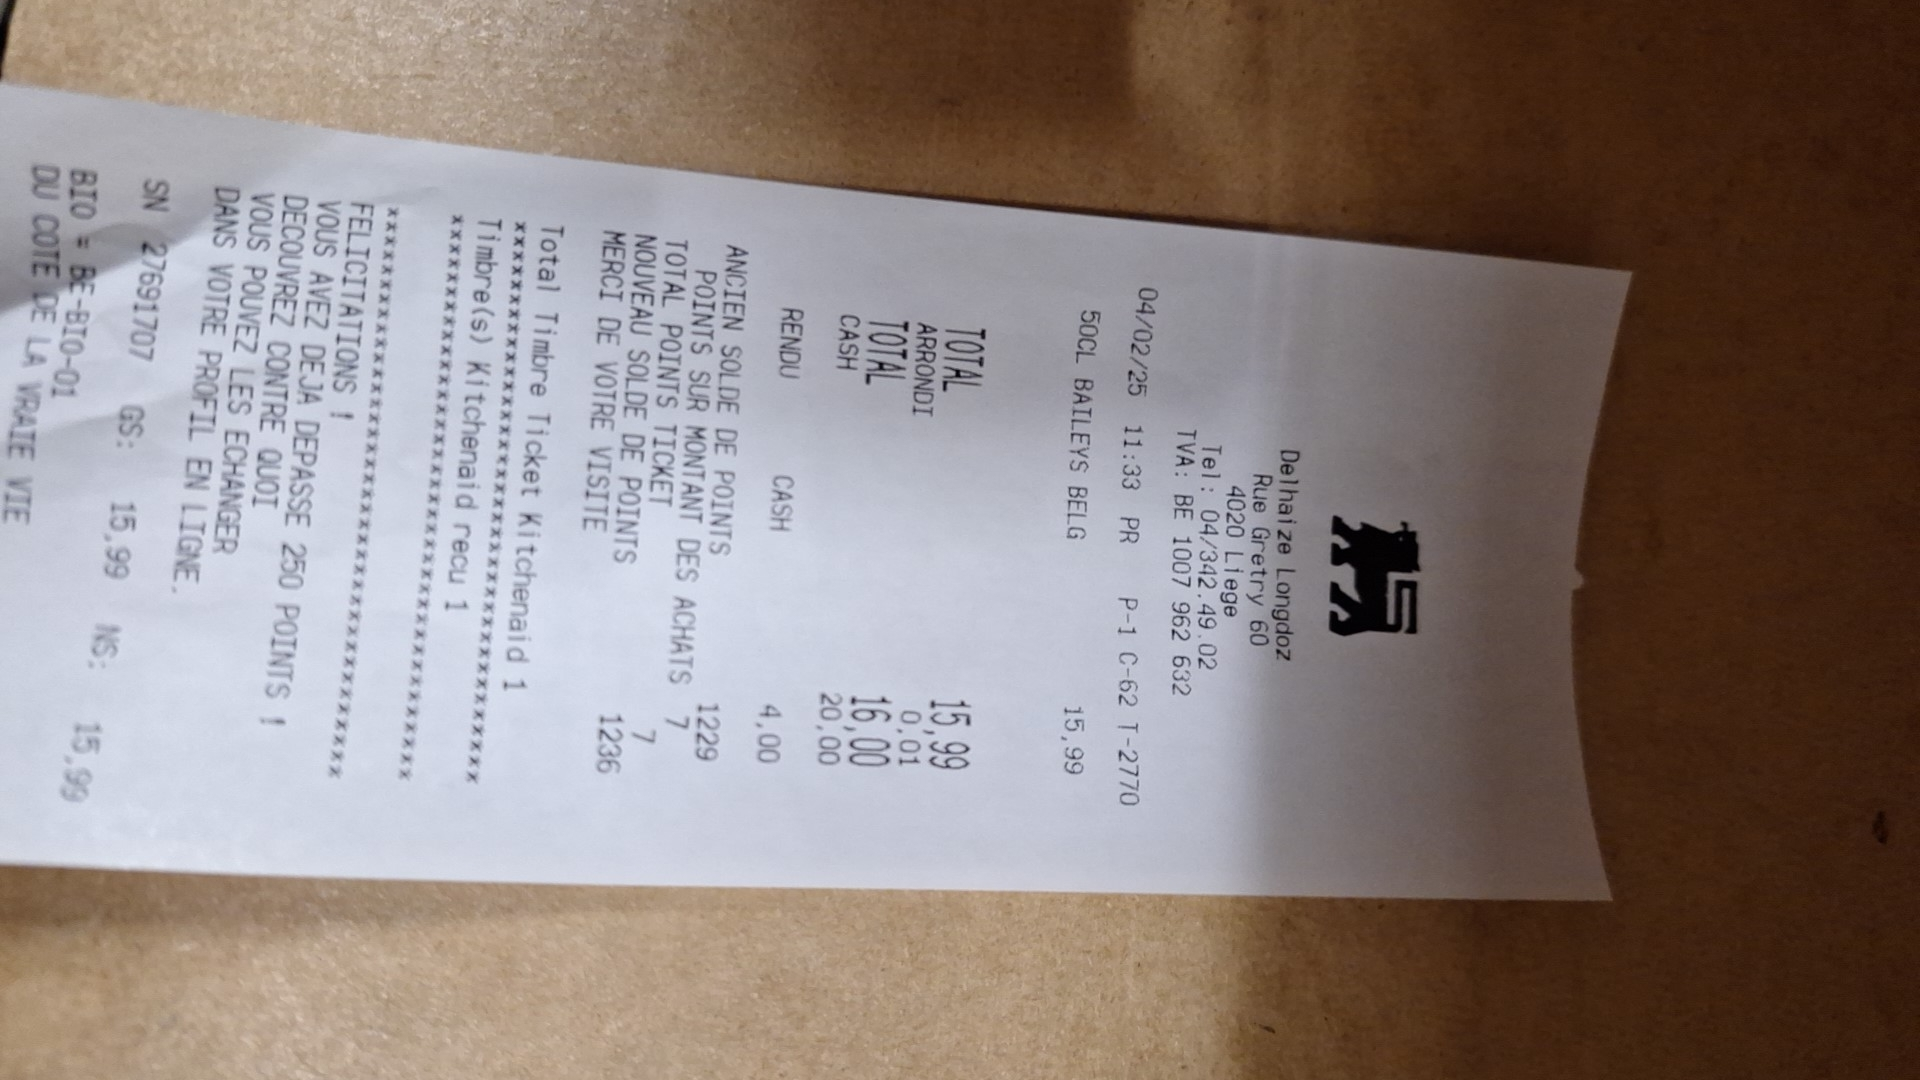 Delhaize Longdoz
Rue Gretry 60
4020 Liege
Tel: 04/342.49.02
TVA: BE 1007 962 632
04/02/25 11:33 PR P-1 C-62 T-2770
50CL BAILEYS BELG 15,99
TOTAL 15,99
ARRONDI 0,01
TOTAL 16,00
CASH 20,00
RENDU CASH 4,00
ANCIEN SOLDE DE POINTS 1229
POINTS SUR MONTANT DES ACHATS 7
TOTAL POINTS TICKET 7
NOUVEAU SOLDE DE POINTS 1236
MERCI DE VOTRE VISITE
Total Timbre Ticket Kitchenaid 1
xxxxxxxxxxxxxxxxxxxxxxxxxxxxxxxxxxxxxx
Timbre(s) Kitchenaid recu 1
xxxxxxxxxxxxxxxxxxxxxxxxxxxxxxxxxxxxxx
xxxxxxxxxxxxxxxxxxxxxxxxxxxxxxxxxxxxxx
FELICITATIONS !
VOUS AVEZ DEJA DEPASSE 250 POINTS !
DECOUVREZ CONTRE QUOI
VOUS POUVEZ LES ECHANGER
DANS VOTRE PROFIL EN LIGNE.
SN 27691707 GS: 15,99 NS: 15,99
BIO = BE-BIO-01
DU COTE DE LA VRAIE VIE